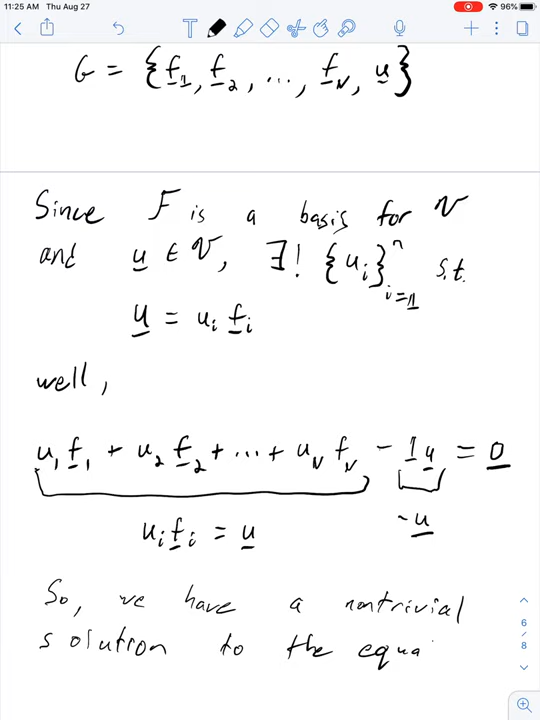 11:25 AM Thu Aug 27
96%
G = {f_1, f_2, ..., f_N, u}
Since F is a basis for V
and u ∈ V, ∃! {u_i}_{i=1}^n s.t.
u = u_i f_i
well,
u_1 f_1 + u_2 f_2 + ... + u_N f_N - 1u = 0
u_i f_i = u
-u
So, we have a nontrivial
solution to the equa
6
/
8